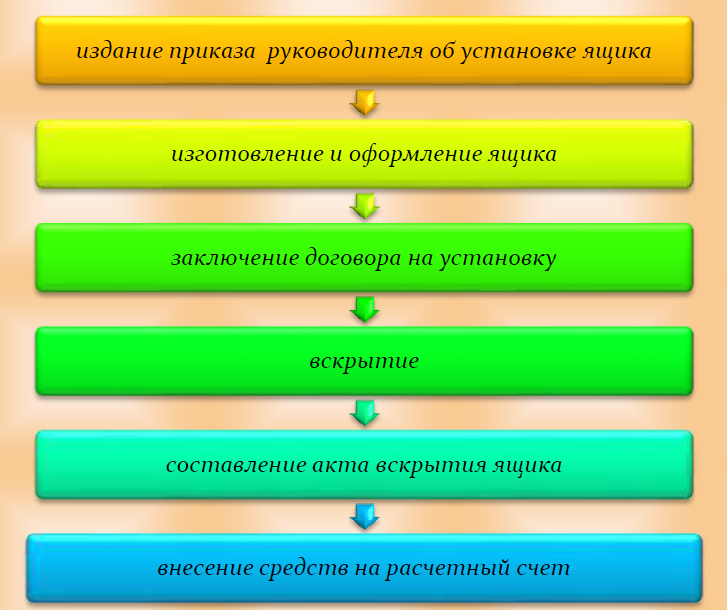 издание приказа  руководителя об установке ящика
изготовление и оформление ящика
заключение договора на установку
вскрытие
составление акта вскрытия ящика
внесение средств на расчетный счет